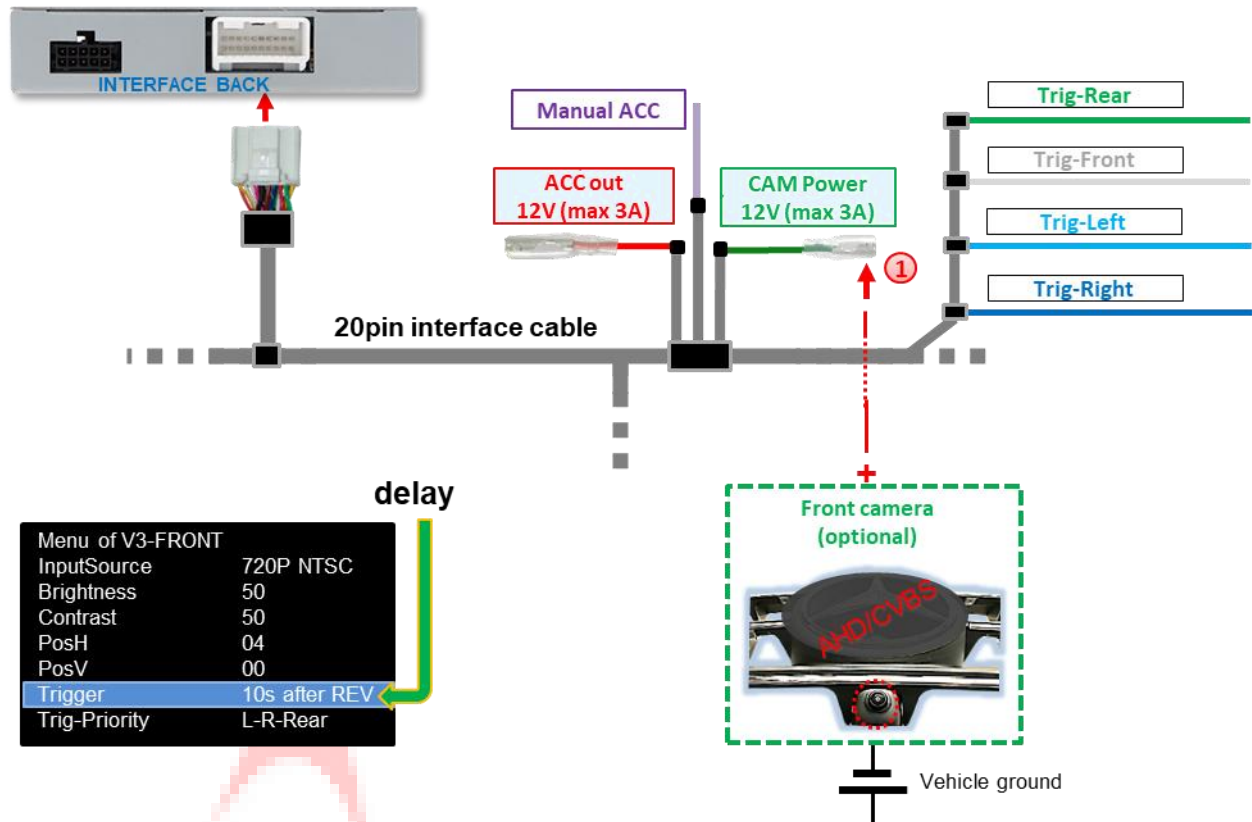 INTERFACE BACK
Manual ACC
ACC out
12V (max 3A)
CAM Power
12V (max 3A)
Trig-Rear
Trig-Front
Trig-Left
Trig-Right
1
20pin interface cable
+
delay
Menu of V3-FRONT
InputSource 720P NTSC
Brightness 50
Contrast 50
PosH 04
PosV 00
Trigger 10s after REV
Trig-Priority L-R-Rear
Front camera
(optional)
AHD/CVBS
Vehicle ground